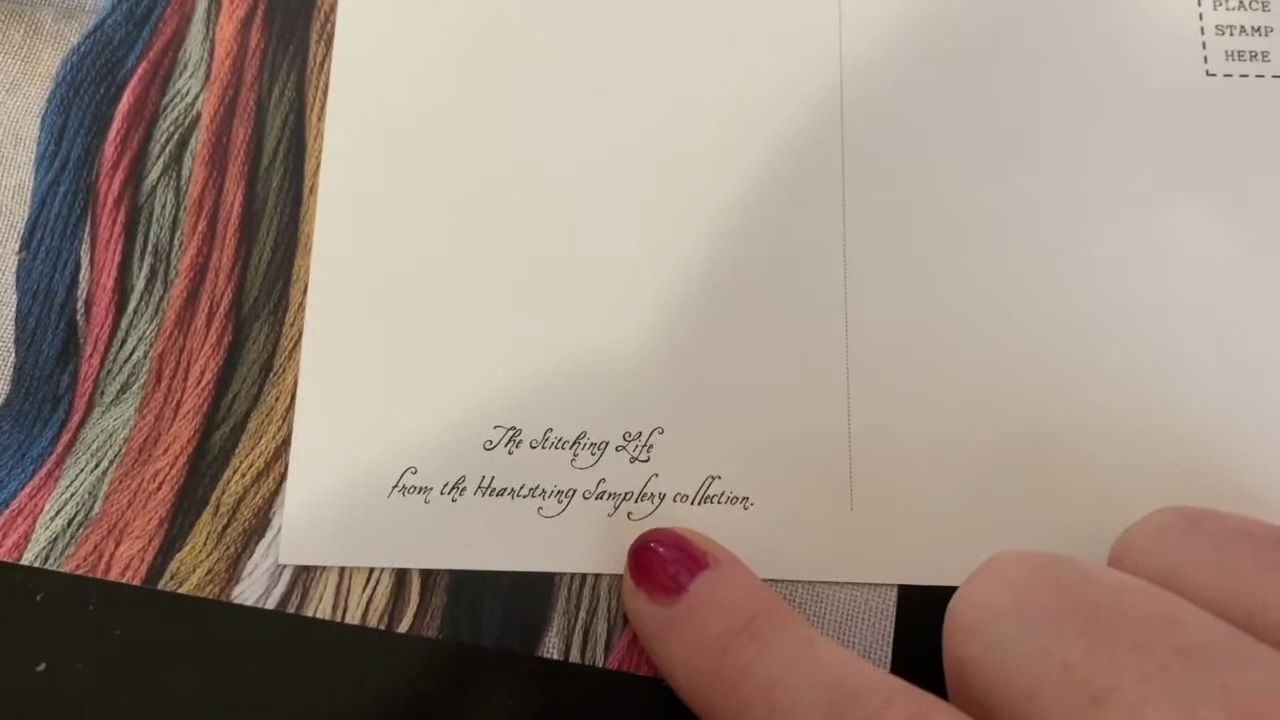 PLACE
STAMP
HERE
The Stitching Life
from the Heartstring Samplery collection.